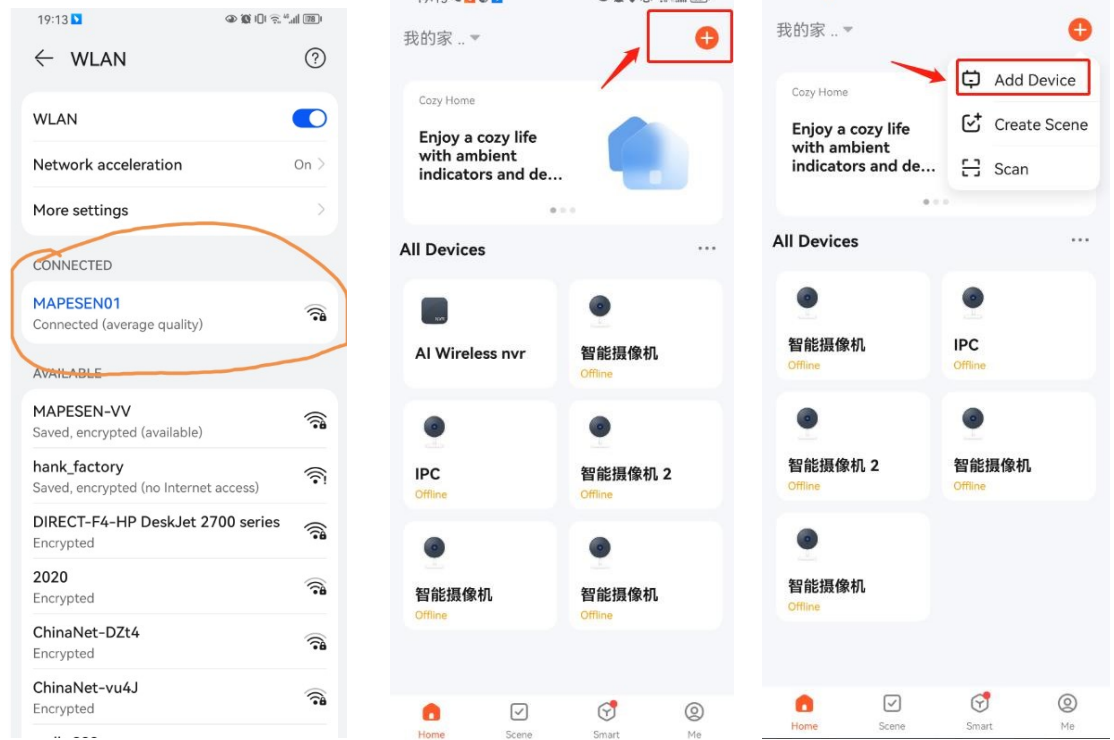 19:13
WLAN
WLAN
Network acceleration
On
More settings
CONNECTED
MAPESEN01
Connected (average quality)
AVAILABLE
MAPESEN-VV
Saved, encrypted (available)
hank_factory
Saved, encrypted (no Internet access)
DIRECT-F4-HP DeskJet 2700 series
Encrypted
2020
Encrypted
ChinaNet-DZt4
Encrypted
ChinaNet-vu4J
Encrypted
我的家 ..
Cozy Home
Enjoy a cozy life
with ambient
indicators and de...
All Devices
AI Wireless nvr
智能摄像机
Offline
IPC
Offline
智能摄像机 2
Offline
智能摄像机
Offline
智能摄像机
Offline
Home
Scene
Smart
Me
我的家 ..
Add Device
Create Scene
Scan
Cozy Home
Enjoy a cozy life
with ambient
indicators and de...
All Devices
智能摄像机
Offline
IPC
Offline
智能摄像机 2
Offline
智能摄像机
Offline
智能摄像机
Offline
Home
Scene
Smart
Me